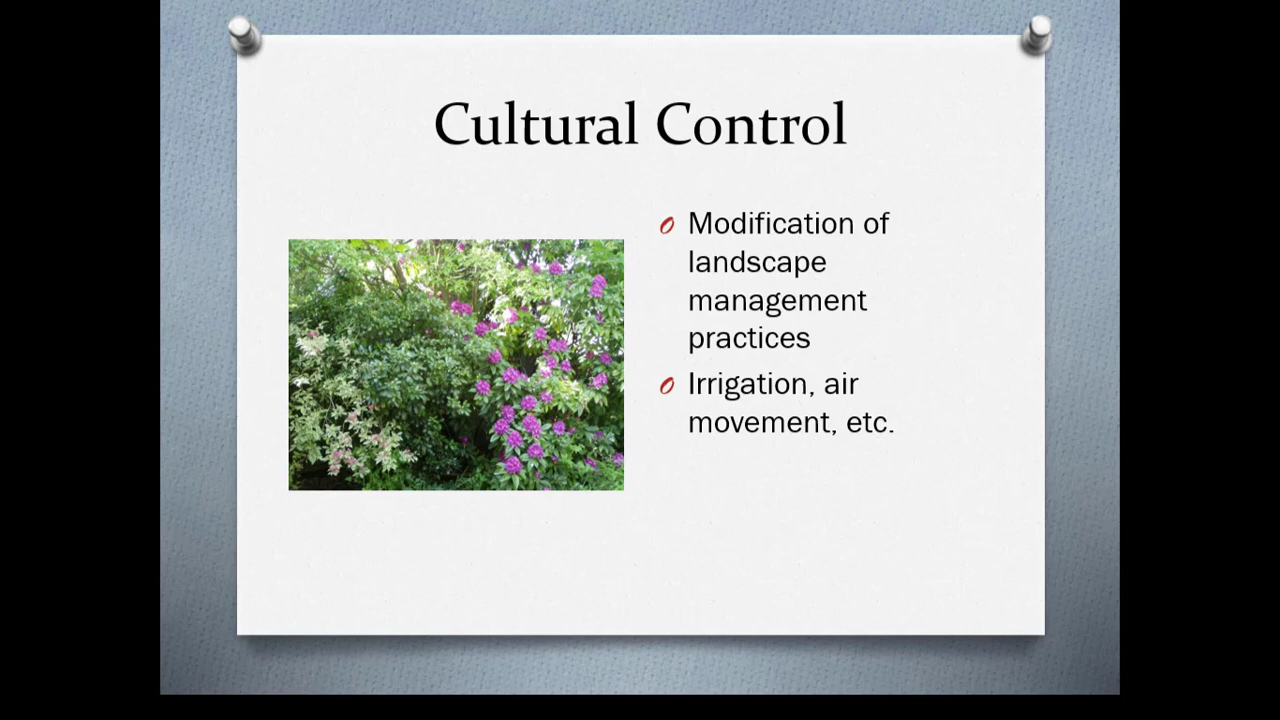 Cultural Control
Modification of
landscape
management
practices
Irrigation, air
movement, etc.